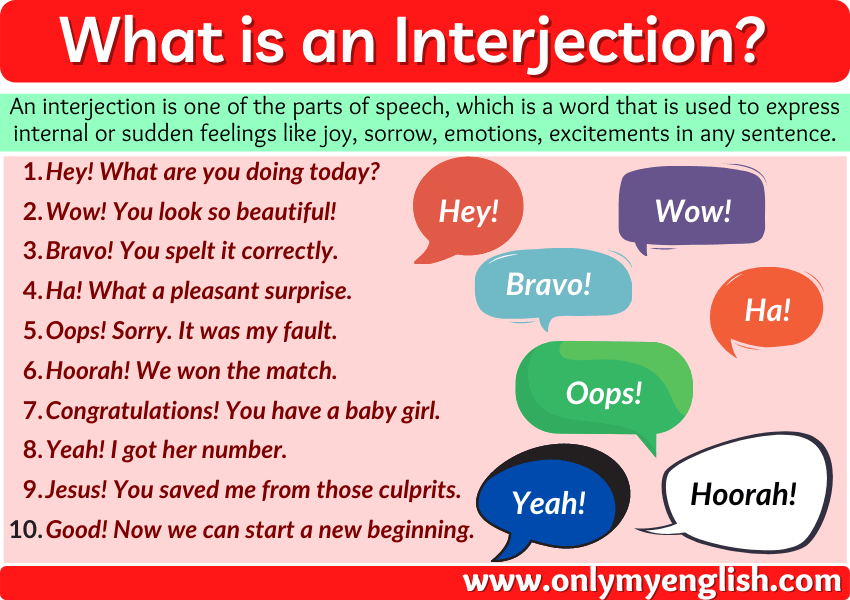 What is an Interjection?
An interjection is one of the parts of speech, which is a word that is used to express
internal or sudden feelings like joy, sorrow, emotions, excitements in any sentence.
1. Hey! What are you doing today?
2. Wow! You look so beautiful!
3. Bravo! You spelt it correctly.
4. Ha! What a pleasant surprise.
5. Oops! Sorry. It was my fault.
6. Hoorah! We won the match.
7. Congratulations! You have a baby girl.
8. Yeah! I got her number.
9. Jesus! You saved me from those culprits.
10. Good! Now we can start a new beginning.
Hey!
Wow!
Bravo!
Ha!
Oops!
Yeah!
Hoorah!
www.onlymyenglish.com